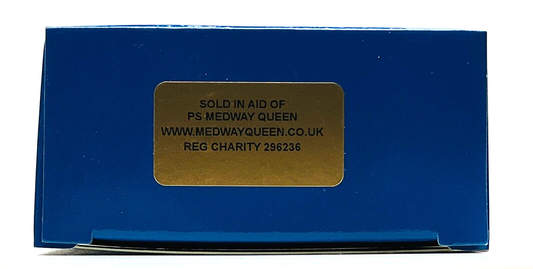 SOLD IN AID OF
PS MEDWAY QUEEN
WWW.MEDWAYQUEEN.CO.UK
REG CHARITY 296236